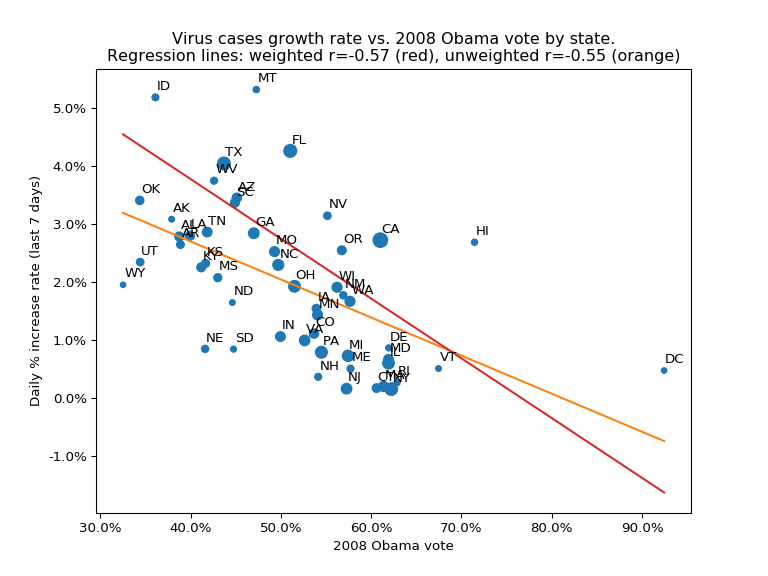 Virus cases growth rate vs. 2008 Obama vote by state.
Regression lines: weighted r=-0.57 (red), unweighted r=-0.55 (orange)
MT
ID
5.0%
FL
TX
4.0%
WV
AZ
OK
SC
NV
AK
3.0%
TN
GA
AL
LA
AR
CA
HI
MO
OR
UT
KS
NC
KY
MS
OH
WI
2.0%
WY
NM
WA
ND
IA
MN
CO
IN
VA
1.0%
NE
SD
PA
MI
DE
MD
IL
ME
VT
DC
NH
NJ
RI
CT
MA
NY
0.0%
-1.0%
Daily % increase rate (last 7 days)
30.0% 40.0% 50.0% 60.0% 70.0% 80.0% 90.0%
2008 Obama vote